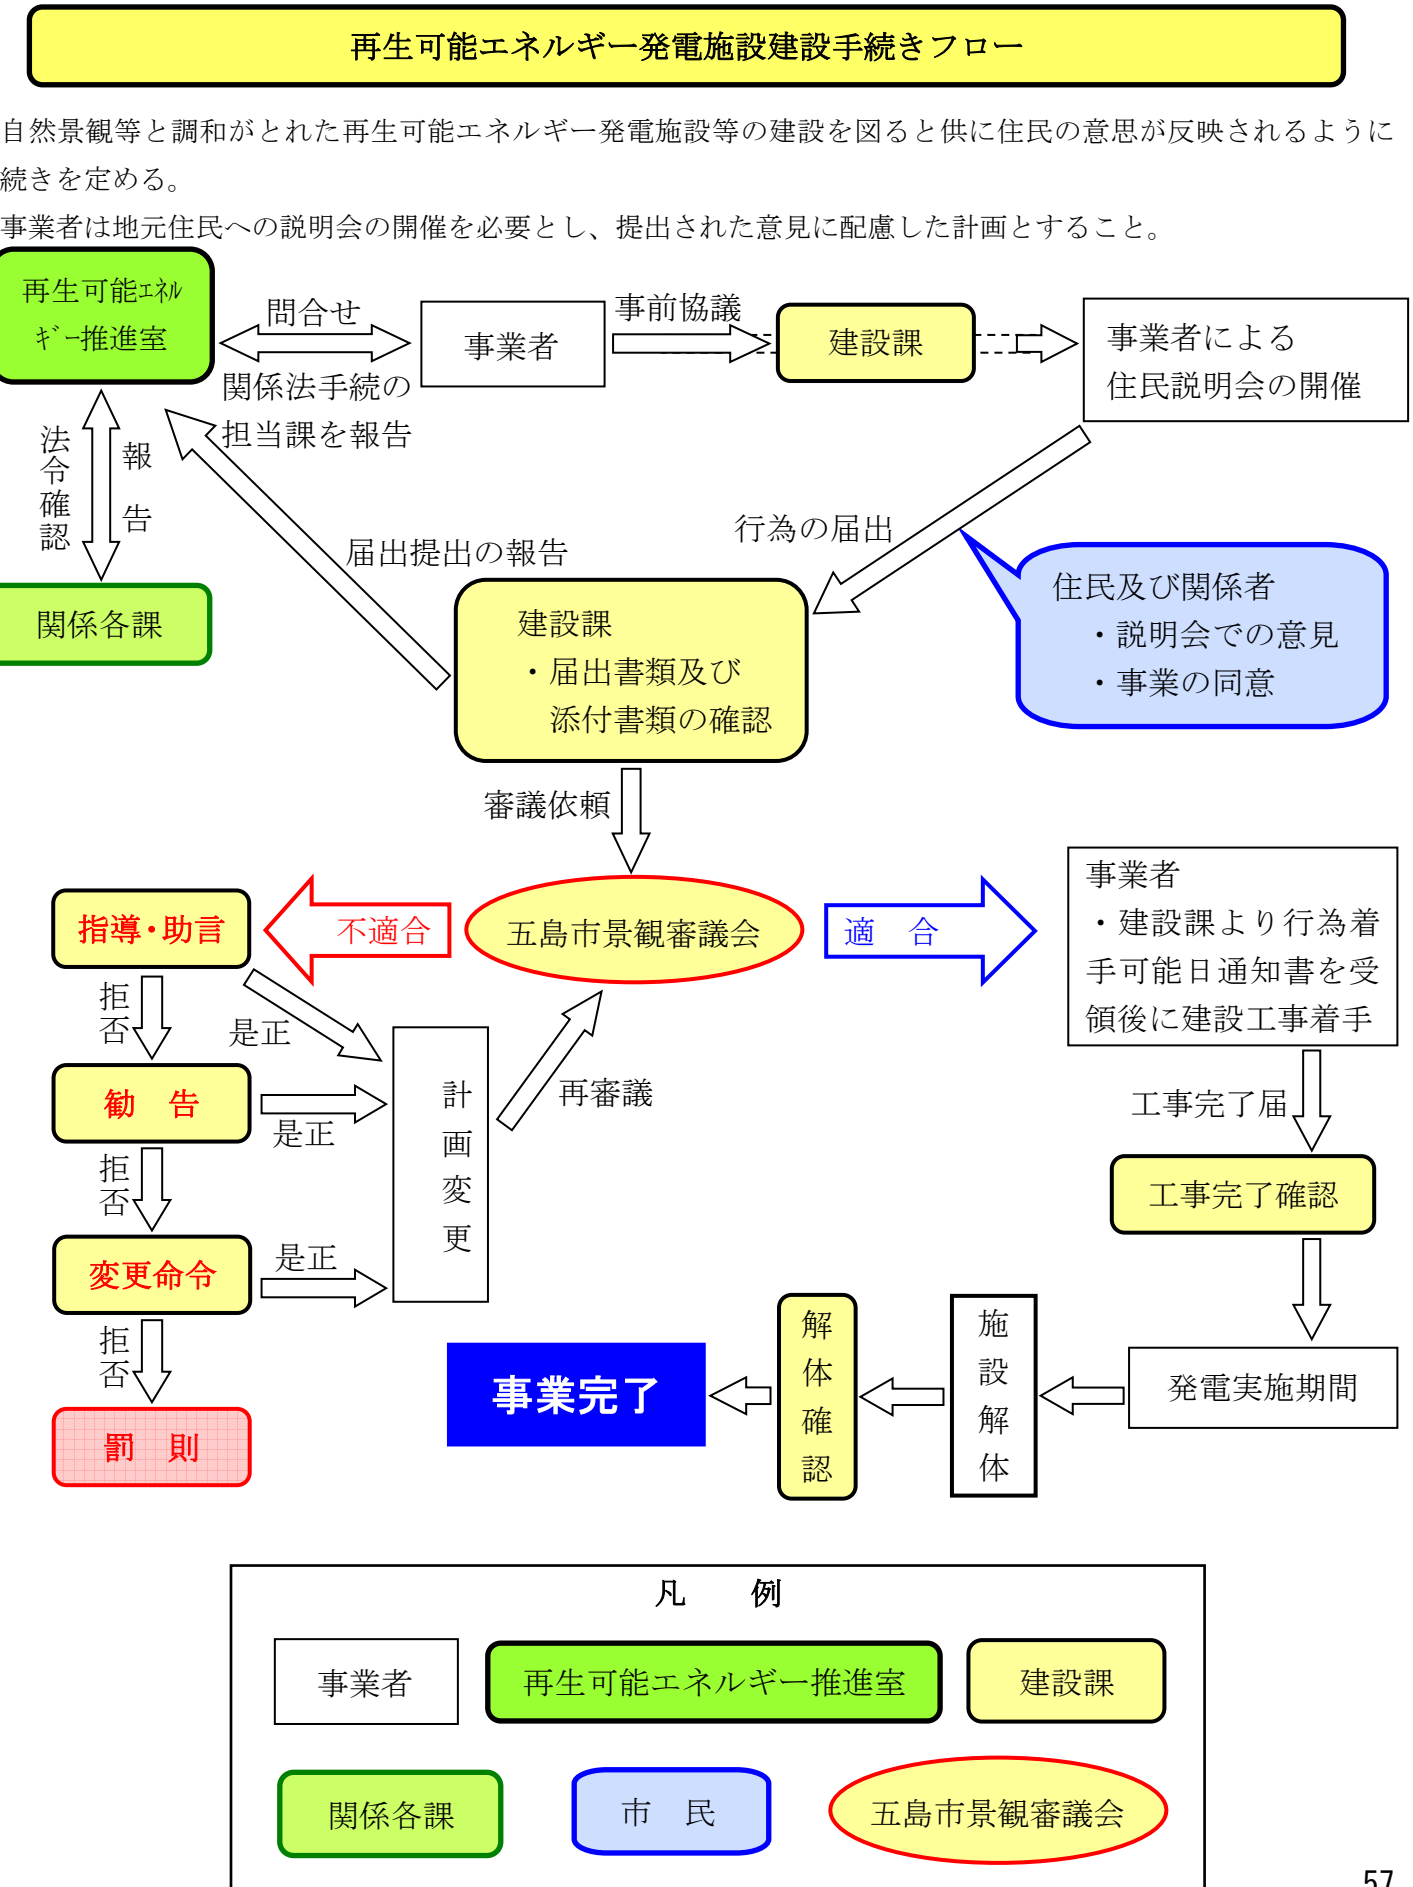 再生可能エネルギー発電施設建設手続きフロー
自然景観等と調和がとれた再生可能エネルギー発電施設等の建設を図ると供に住民の意思が反映されるように
続きを定める。
事業者は地元住民への説明会の開催を必要とし、提出された意見に配慮した計画とすること。
再生可能ｴﾈﾙ
ｷﾞｰ推進室
問合せ
関係法手続の
担当課を報告
事業者
事前協議
建設課
事業者による
住民説明会の開催
法令確認
報告
関係各課
届出提出の報告
行為の届出
住民及び関係者
・説明会での意見
・事業の同意
建設課
・届出書類及び
添付書類の確認
審議依頼
指導・助言
不適合
五島市景観審議会
適　合
事業者
・建設課より行為着
手可能日通知書を受
領後に建設工事着手
拒否
是正
計画変更
再審議
勧　告
是正
工事完了届
拒否
工事完了確認
変更命令
是正
拒否
罰　則
事業完了
解体確認
施設解体
発電実施期間
凡　例
事業者
再生可能エネルギー推進室
建設課
関係各課
市　民
五島市景観審議会
57